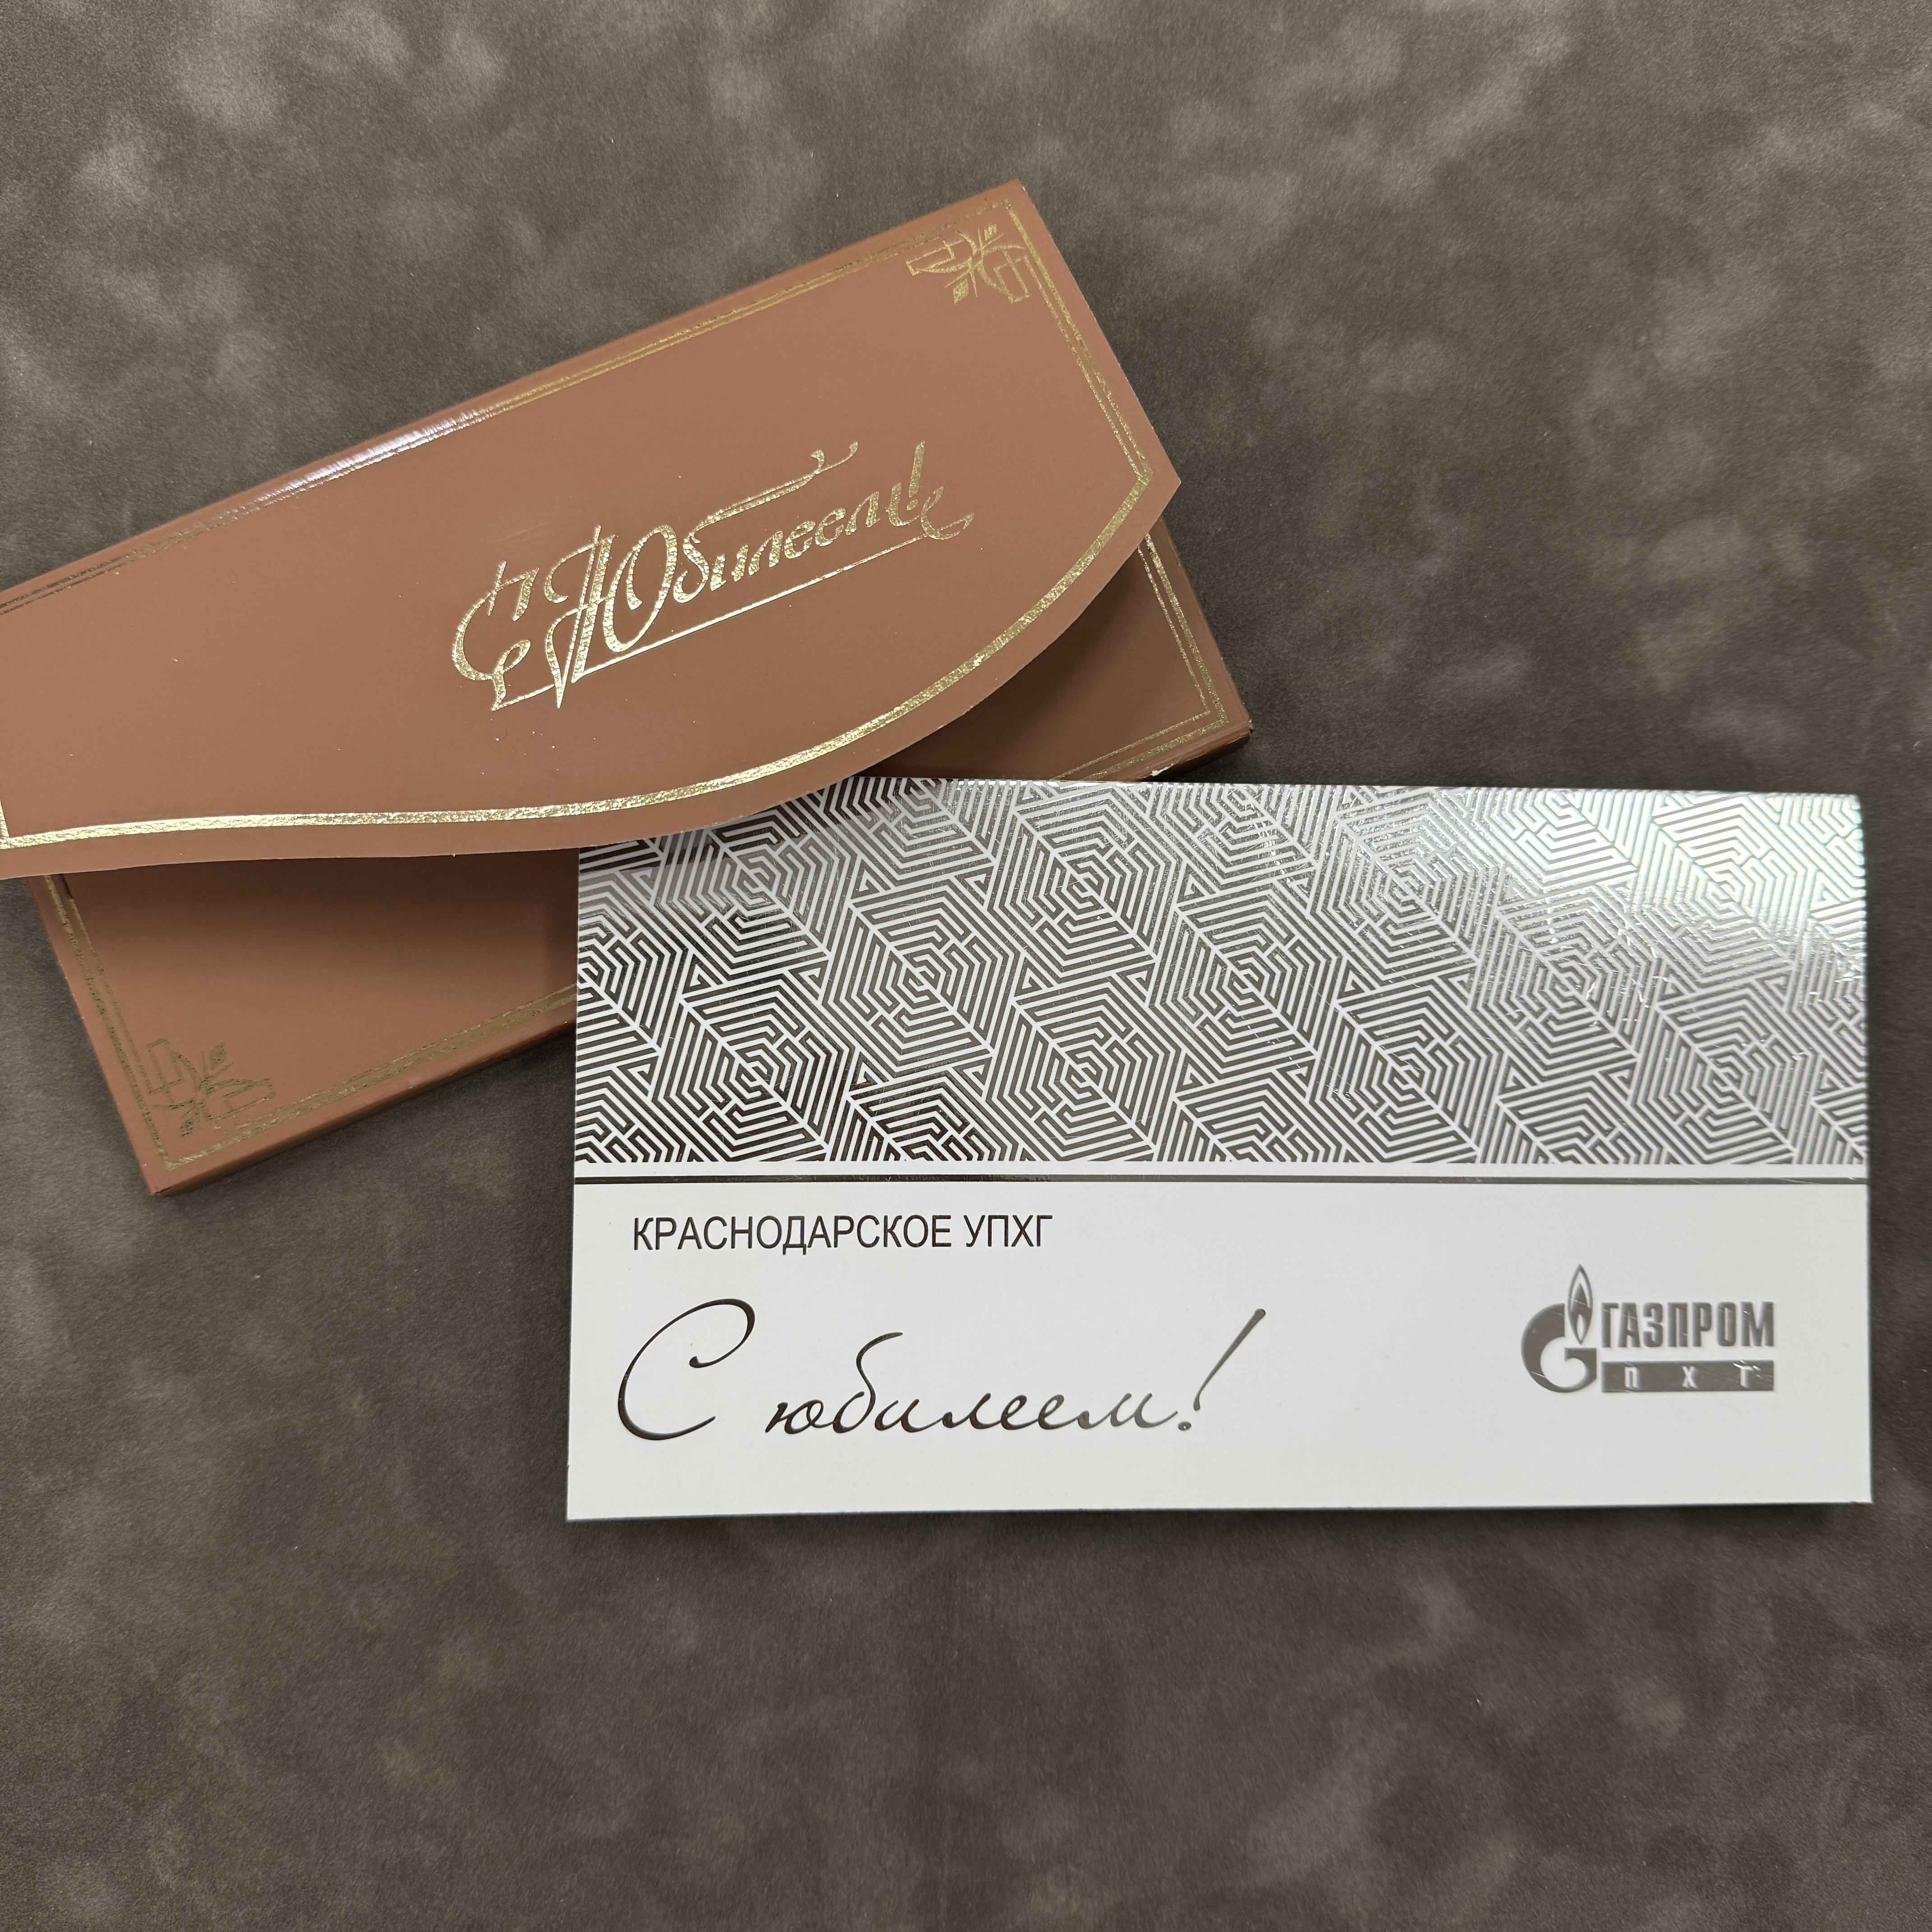 С Юбилеем!
КРАСНОДАРСКОЕ УПХГ
С юбилеем!
ГАЗПРОМ
ПХГ